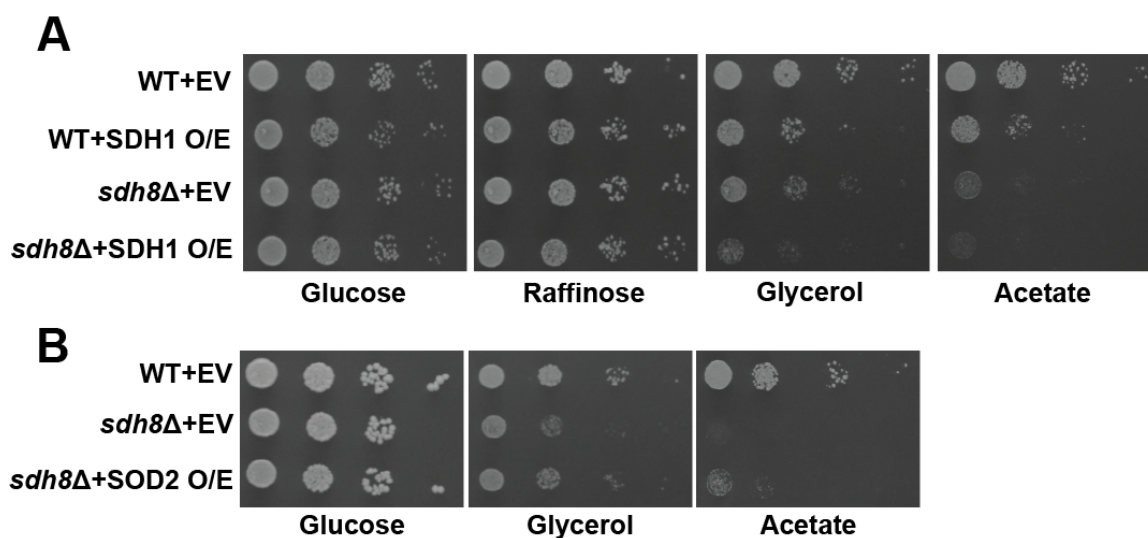 A
WT+EV
WT+SDH1 O/E
sdh8Δ+EV
sdh8Δ+SDH1 O/E
Glucose Raffinose Glycerol Acetate
B
WT+EV
sdh8Δ+EV
sdh8Δ+SOD2 O/E
Glucose Glycerol Acetate